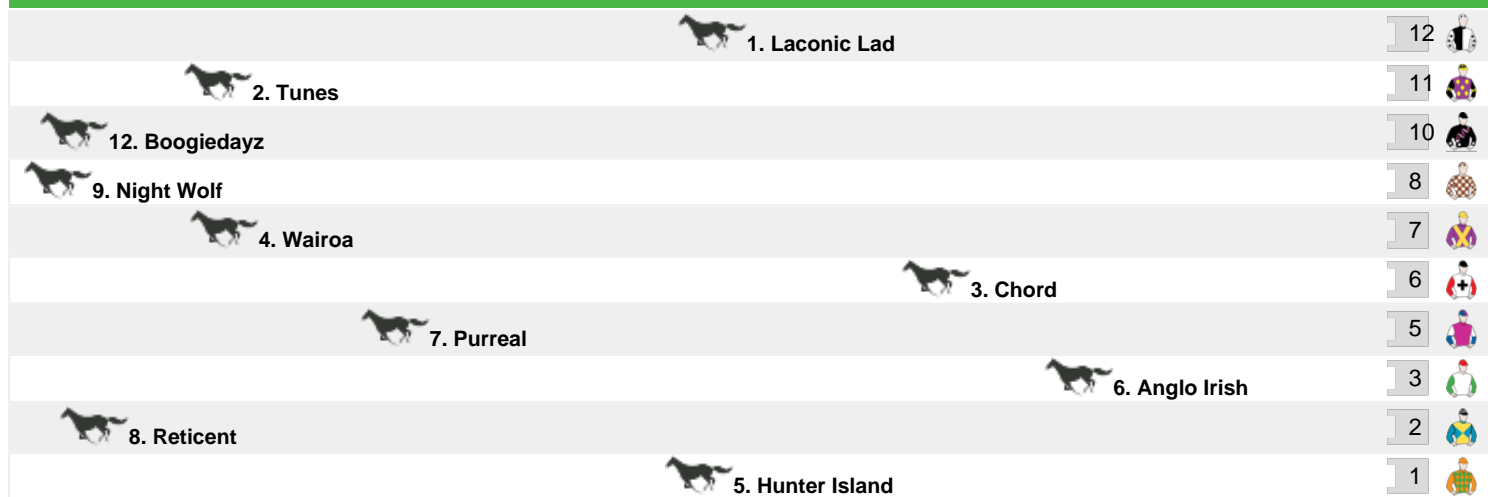 1. Laconic Lad 12
2. Tunes 11
12. Boogiedayz 10
9. Night Wolf 8
4. Wairoa 7
3. Chord 6
7. Purreal 5
6. Anglo Irish 3
8. Reticent 2
5. Hunter Island 1